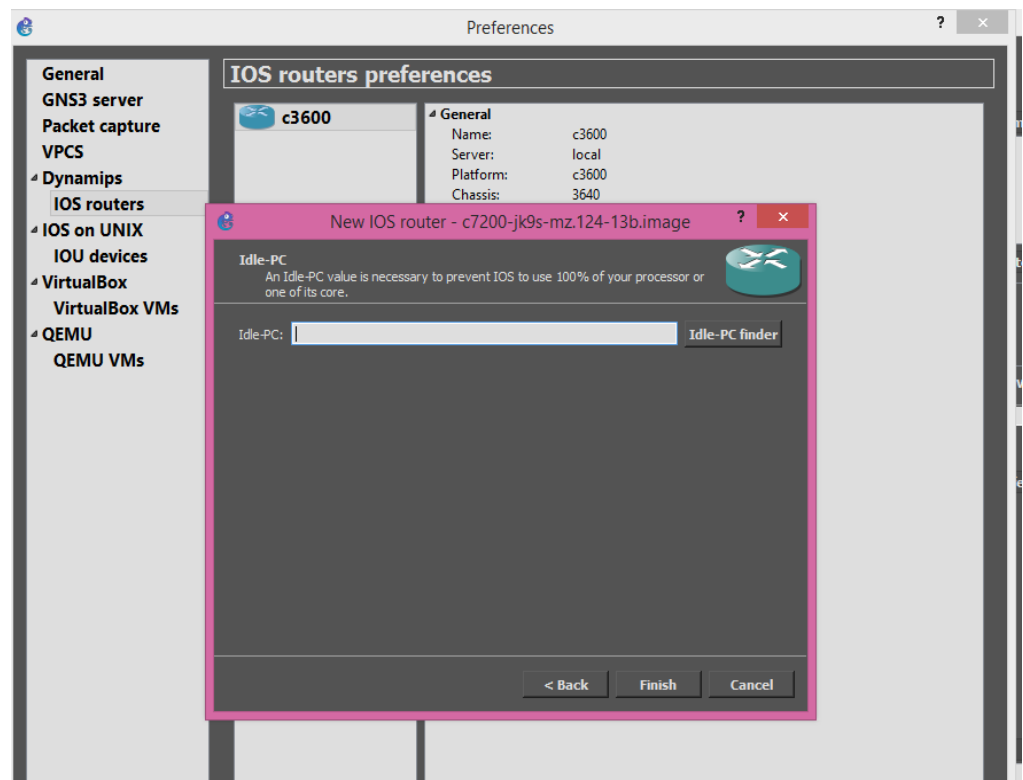 Preferences
?
×
General
GNS3 server
Packet capture
VPCS
Dynamips
IOS routers
IOS on UNIX
IOU devices
VirtualBox
VirtualBox VMs
QEMU
QEMU VMs
IOS routers prefe
rences
c3600
General
Name: c3600
Server: local
Platform: c3600
Chassis: 3640
New IOS router - c7200-jk9s-mz.124-13b.image
?
×
Idle-PC
An Idle-PC value is necessary to prevent IOS to use 100% of your processor or
one of its core.
Idle-PC:
Idle-PC finder
< Back
Finish
Cancel